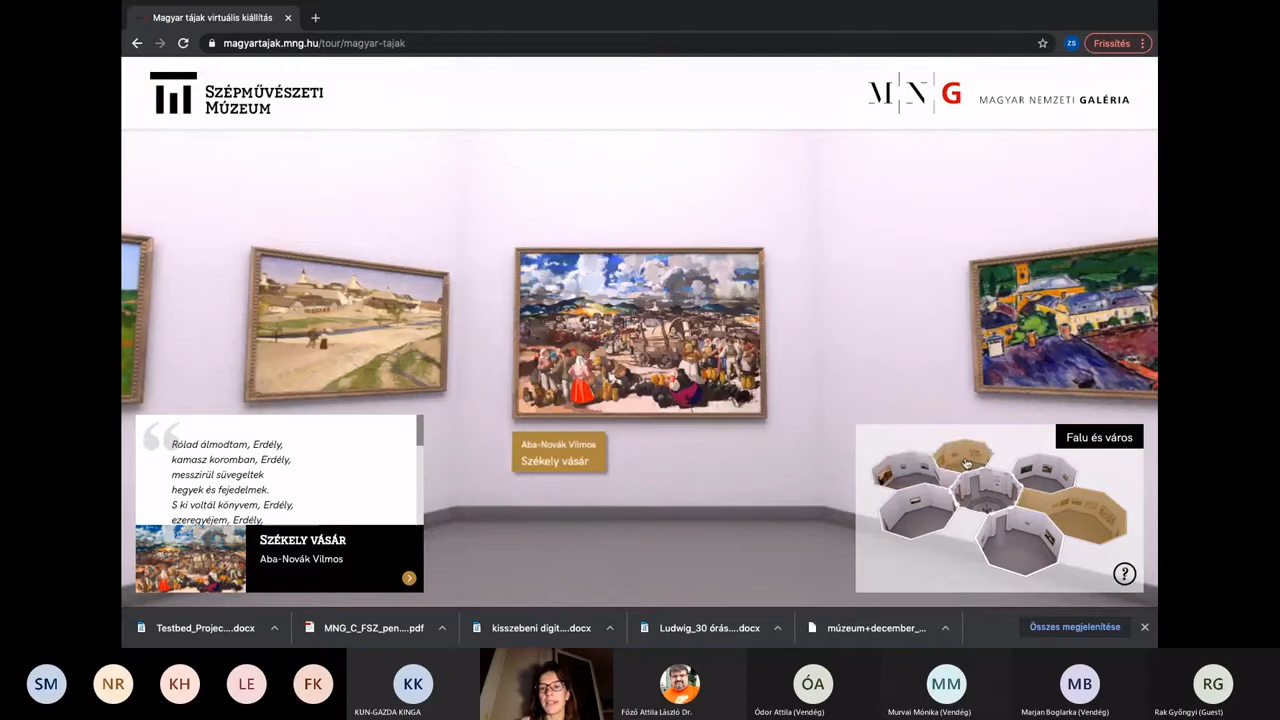 Magyar tájak virtuális kiállítás
magyartajak.mng.hu/tour/magyar-tajak
ZS
Frissítés
SZÉPMŰVÉSZETI
MÚZEUM
M N G
MAGYAR NEMZETI GALÉRIA
Aba-Novák Vilmos
Székely vásár
Rólad álmodtam, Erdély,
kamasz koromban, Erdély,
messzirül süvegeltek
hegyek és fejedelmek.
S ki voltál könyvem, Erdély,
ezeregyéjem, Erdély,
SZÉKELY VÁSÁR
Aba-Novák Vilmos
Falu és város
?
Testbed_Projec....docx
MNG_C_FSZ_pen....pdf
kisszebeni digit....docx
Ludwig_30 órás....docx
múzeum+december_...
Összes megjelenítése
SM
NR
KH
LE
FK
KK
KUN-GAZDA KINGA
Főző Attila László Dr.
ÓA
Ódor Attila (Vendég)
MM
Murvai Mónika (Vendég)
MB
Marjan Boglarka (Vendég)
RG
Rak Gyöngyi (Guest)